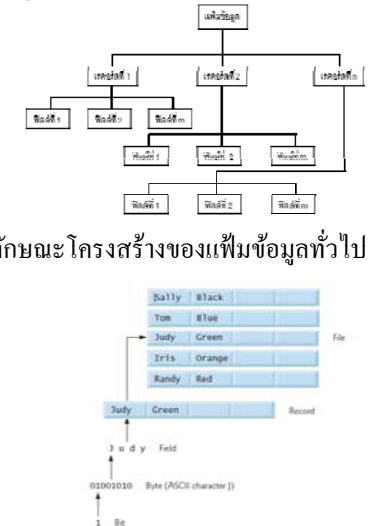 แฟ้มข้อมูล
เรคอร์ดที่ 1 เรคอร์ดที่ 2 เรคอร์ดที่ n
ฟิลด์ที่ 1 ฟิลด์ที่ 2 ฟิลด์ที่ m
ฟิลด์ที่ 1 ฟิลด์ที่ 2 ฟิลด์ที่ m
ฟิลด์ที่ 1 ฟิลด์ที่ 2 ฟิลด์ที่ m
ลักษณะโครงสร้างของแฟ้มข้อมูลทั่วไป
Sally Black
Tom Blue
Judy Green File
Iris Orange
Randy Red
Judy Green Record
J u d y Field
01001010 Byte (ASCII character J)
1 Bit